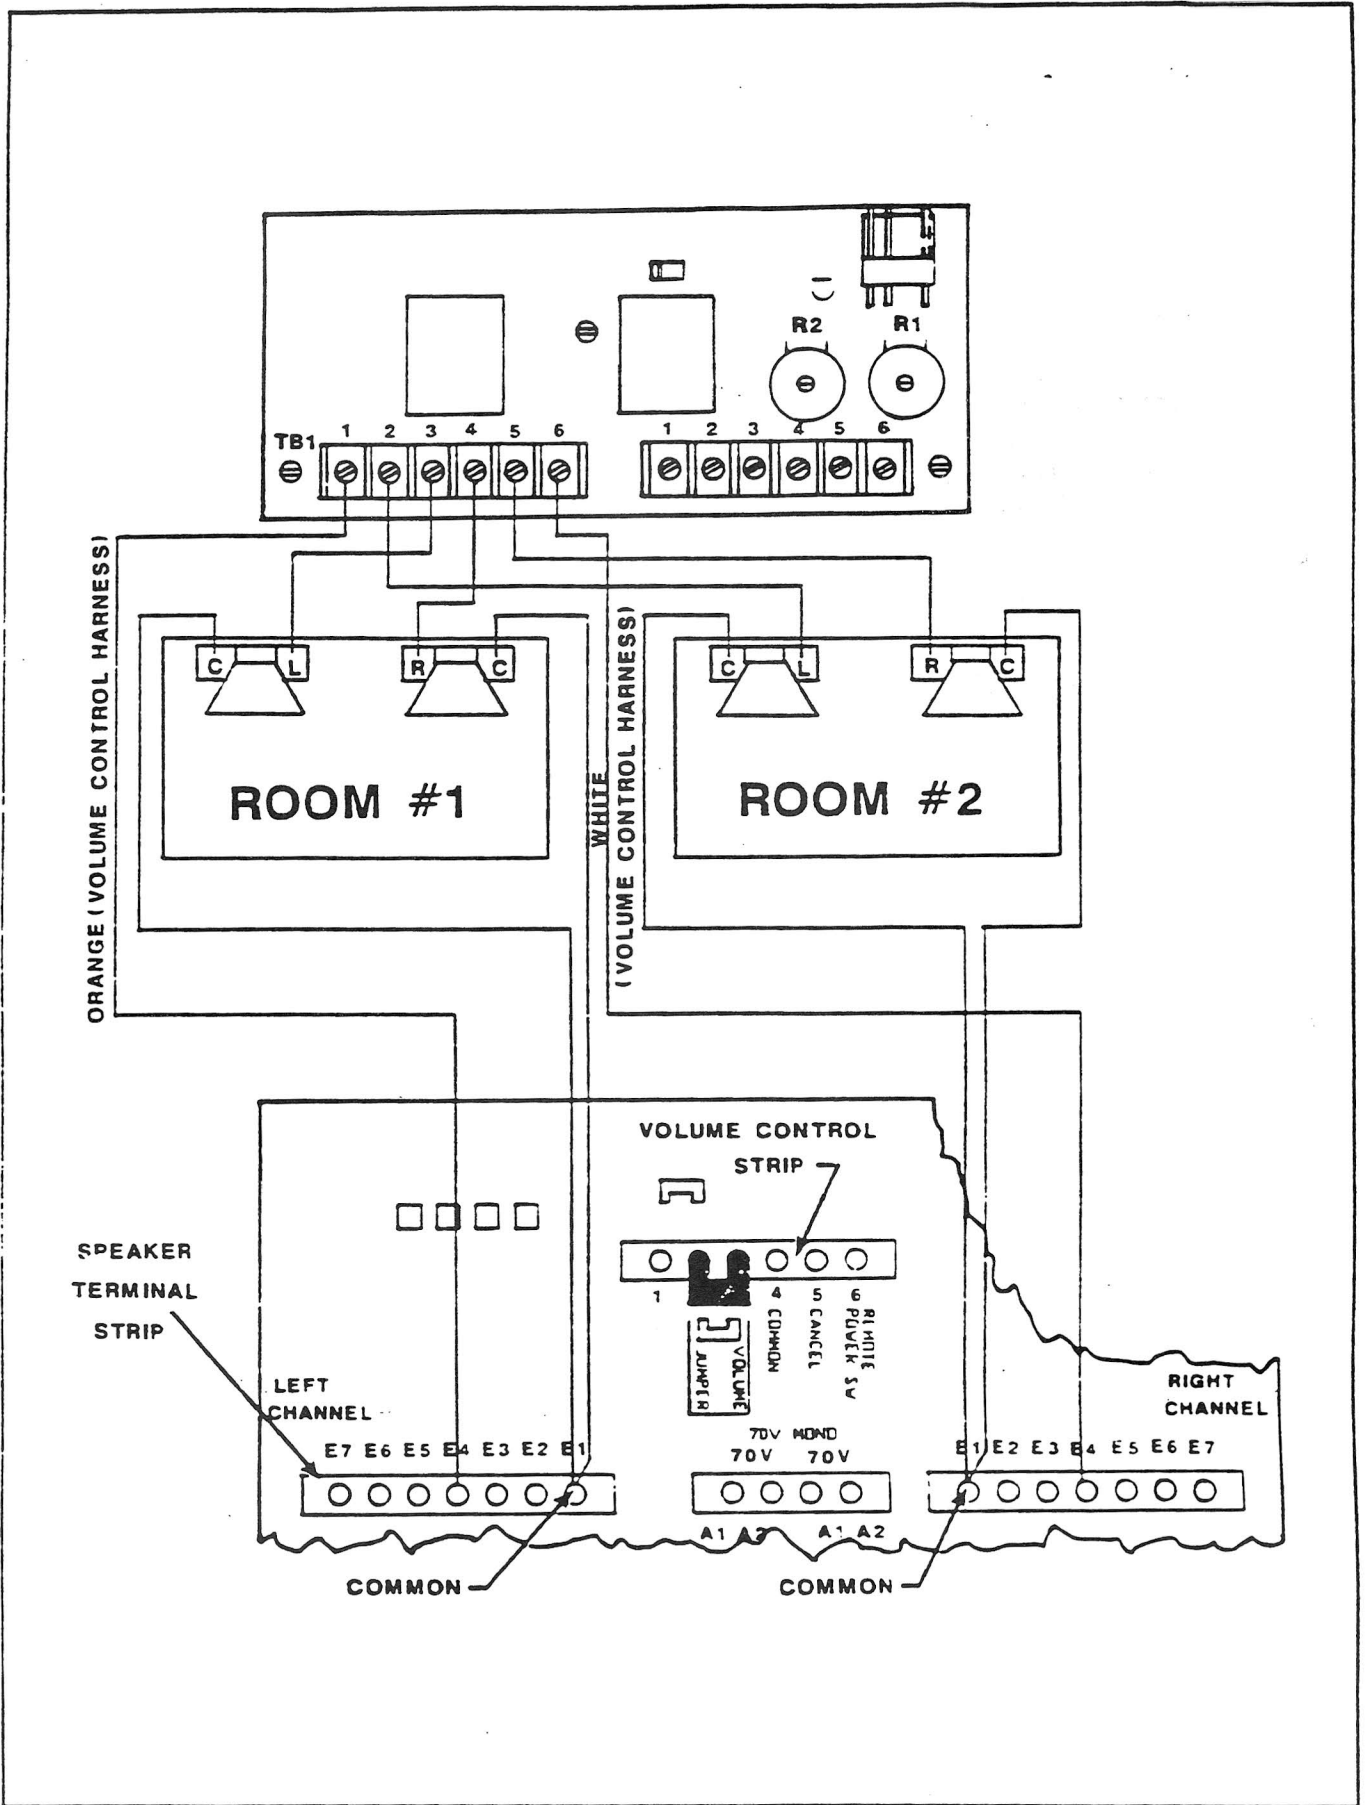 R2 R1
TB1 1 2 3 4 5 6 1 2 3 4 5 6
ORANGE (VOLUME CONTROL HARNESS)
C L R C
ROOM #1
WHITE
(VOLUME CONTROL HARNESS)
C L R C
ROOM #2
VOLUME CONTROL
STRIP
1 4 5 6
COMMON
CANCEL
REMOTE
POWER SW
VOLUME
JUMPER
SPEAKER
TERMINAL
STRIP
LEFT
CHANNEL
E7 E6 E5 E4 E3 E2 E1
70V MONO
70V 70V
A1 A2 A1 A2
RIGHT
CHANNEL
E1 E2 E3 E4 E5 E6 E7
COMMON
COMMON